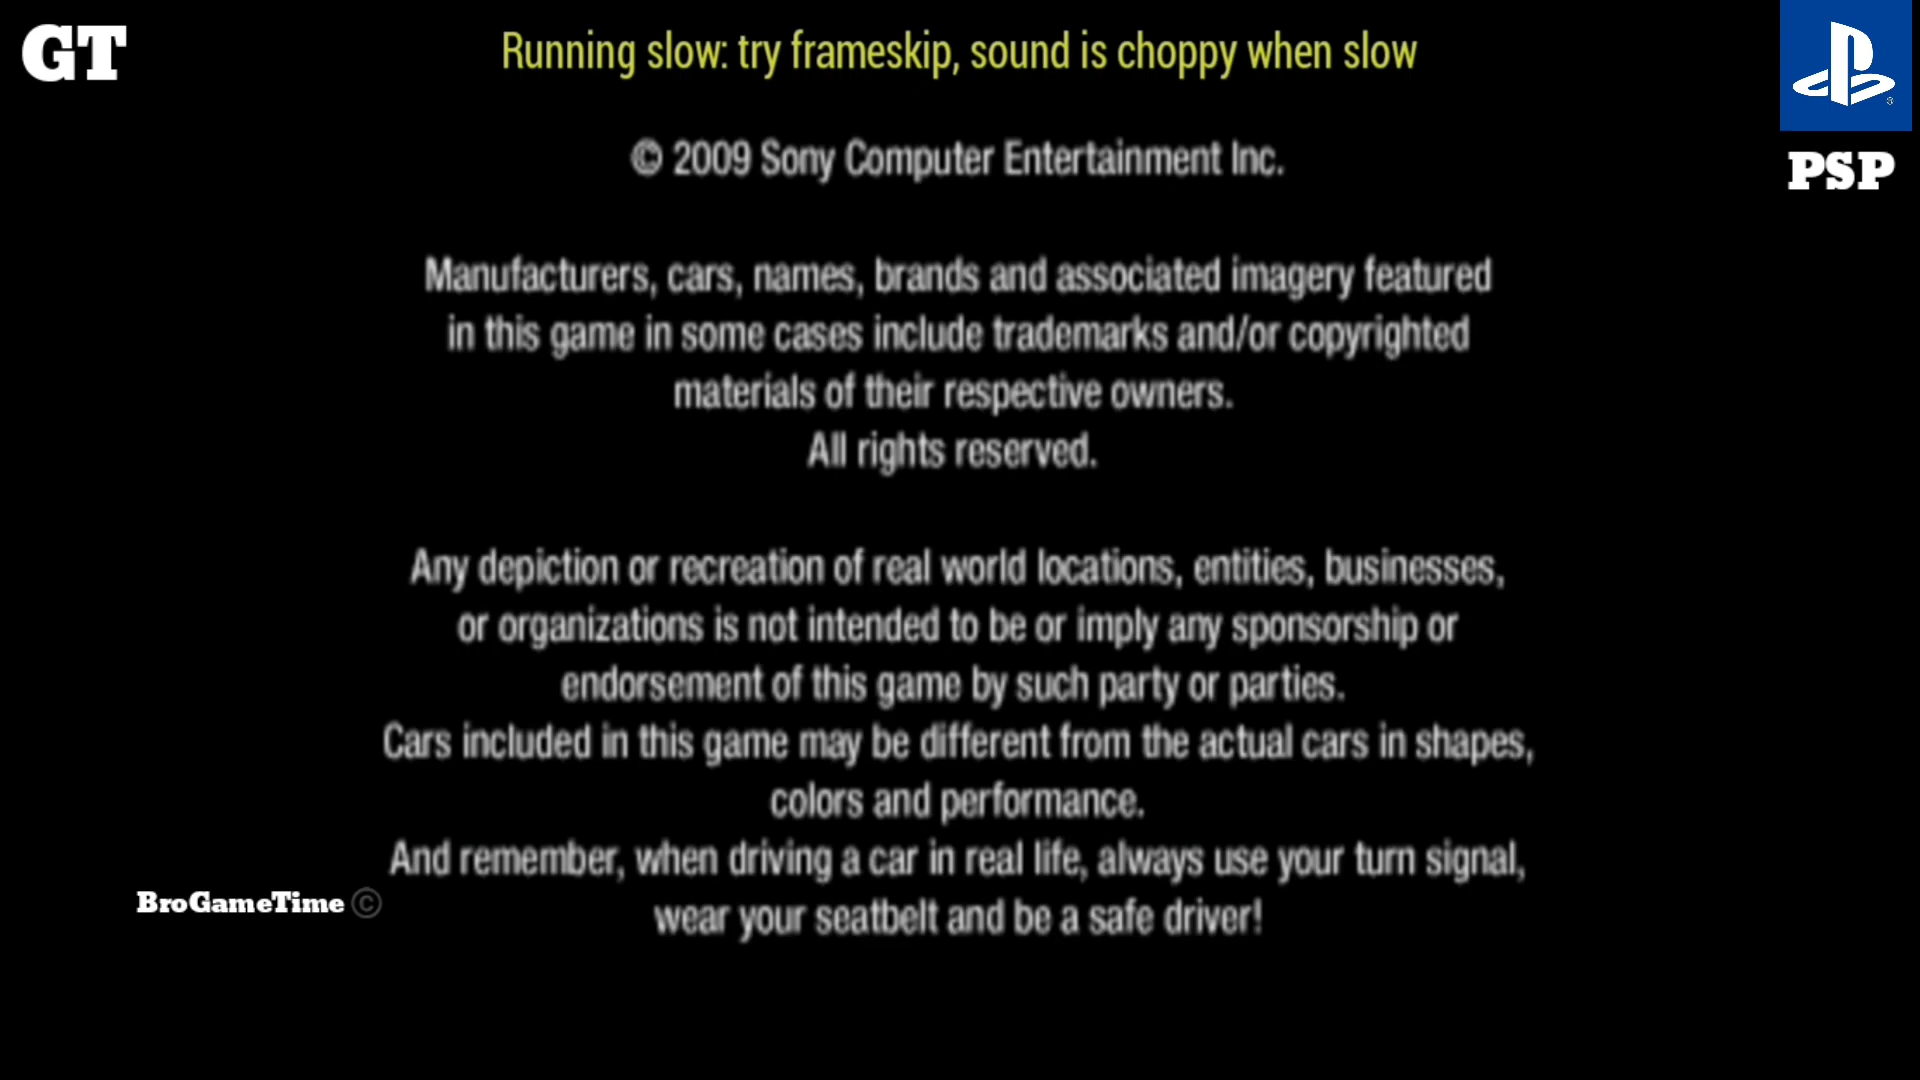 GT
Running slow: try frameskip, sound is choppy when slow
PSP
© 2009 Sony Computer Entertainment Inc.
Manufacturers, cars, names, brands and associated imagery featured
in this game in some cases include trademarks and/or copyrighted
materials of their respective owners.
All rights reserved.
Any depiction or recreation of real world locations, entities, businesses,
or organizations is not intended to be or imply any sponsorship or
endorsement of this game by such party or parties.
Cars included in this game may be different from the actual cars in shapes,
colors and performance.
And remember, when driving a car in real life, always use your turn signal,
wear your seatbelt and be a safe driver!
BroGameTime ©